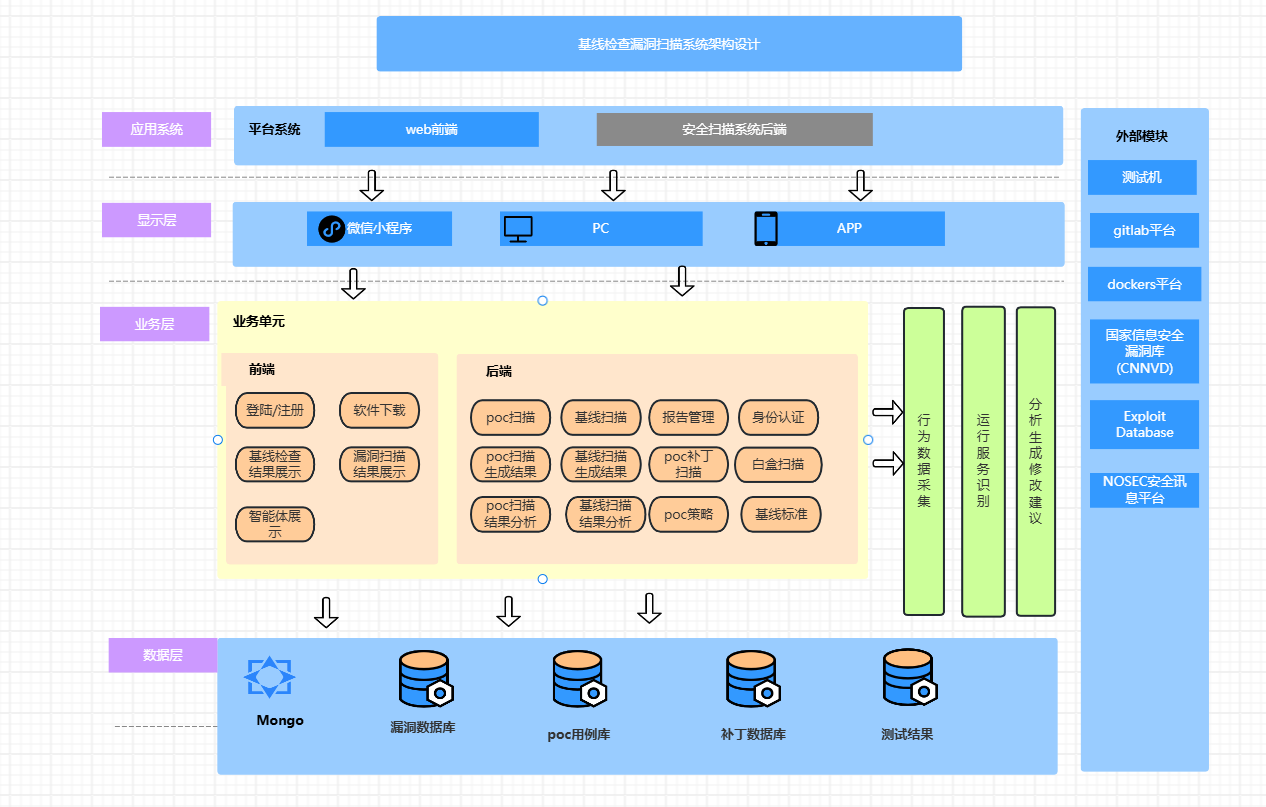 基线检查漏洞扫描系统架构设计
应用系统
平台系统
web前端
安全扫描系统后端
显示层
微信小程序
PC
APP
业务层
业务单元
前端
登陆/注册
软件下载
基线检查
结果展示
漏洞扫描
结果展示
智能体展
示
后端
poc扫描
基线扫描
报告管理
身份认证
poc扫描
生成结果
基线扫描
生成结果
poc补丁
扫描
白盒扫描
poc扫描
结果分析
基线扫描
结果分析
poc策略
基线标准
行为数据采集
运行服务识别
分析生成修改建议
数据层
Mongo
漏洞数据库
poc用例库
补丁数据库
测试结果
外部模块
测试机
gitlab平台
dockers平台
国家信息安全
漏洞库
(CNNVD)
Exploit
Database
NOSEC安全讯
息平台